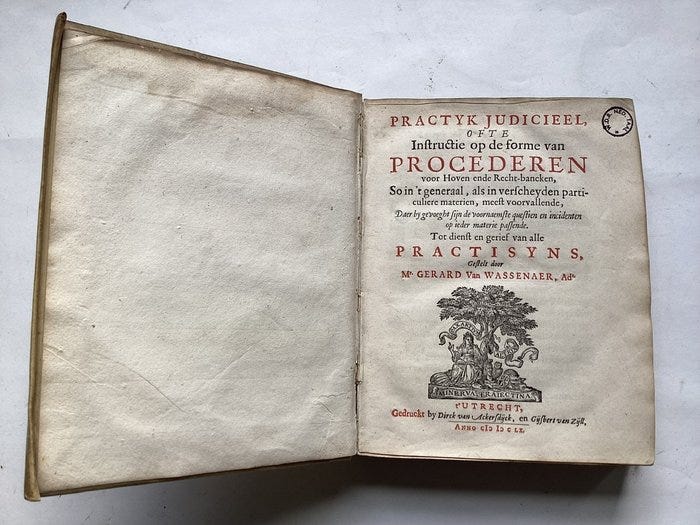 PRACTYK JUDICIEEL,
OFTE
Instructie op de forme van
PROCEDEREN
voor Hoven ende Recht-bancken,
So in 't generaal, als in verscheyden parti-
culiere materien, meest voorvallende,
Daer by gevoeght sijn de voornaemste questien en incidenten
op ieder materie passende.
Tot dienst en gerief van alle
PRACTISYNS,
Gestelt door
Mr. GERARD Van WASSENAER, Adt.
MINERVA TRAIECTINA
t'UTRECHT,
Gedruckt by Dirck van Ackersdijck, en Gijsbert van Zijll,
ANNO CIƆ IƆ C LX.